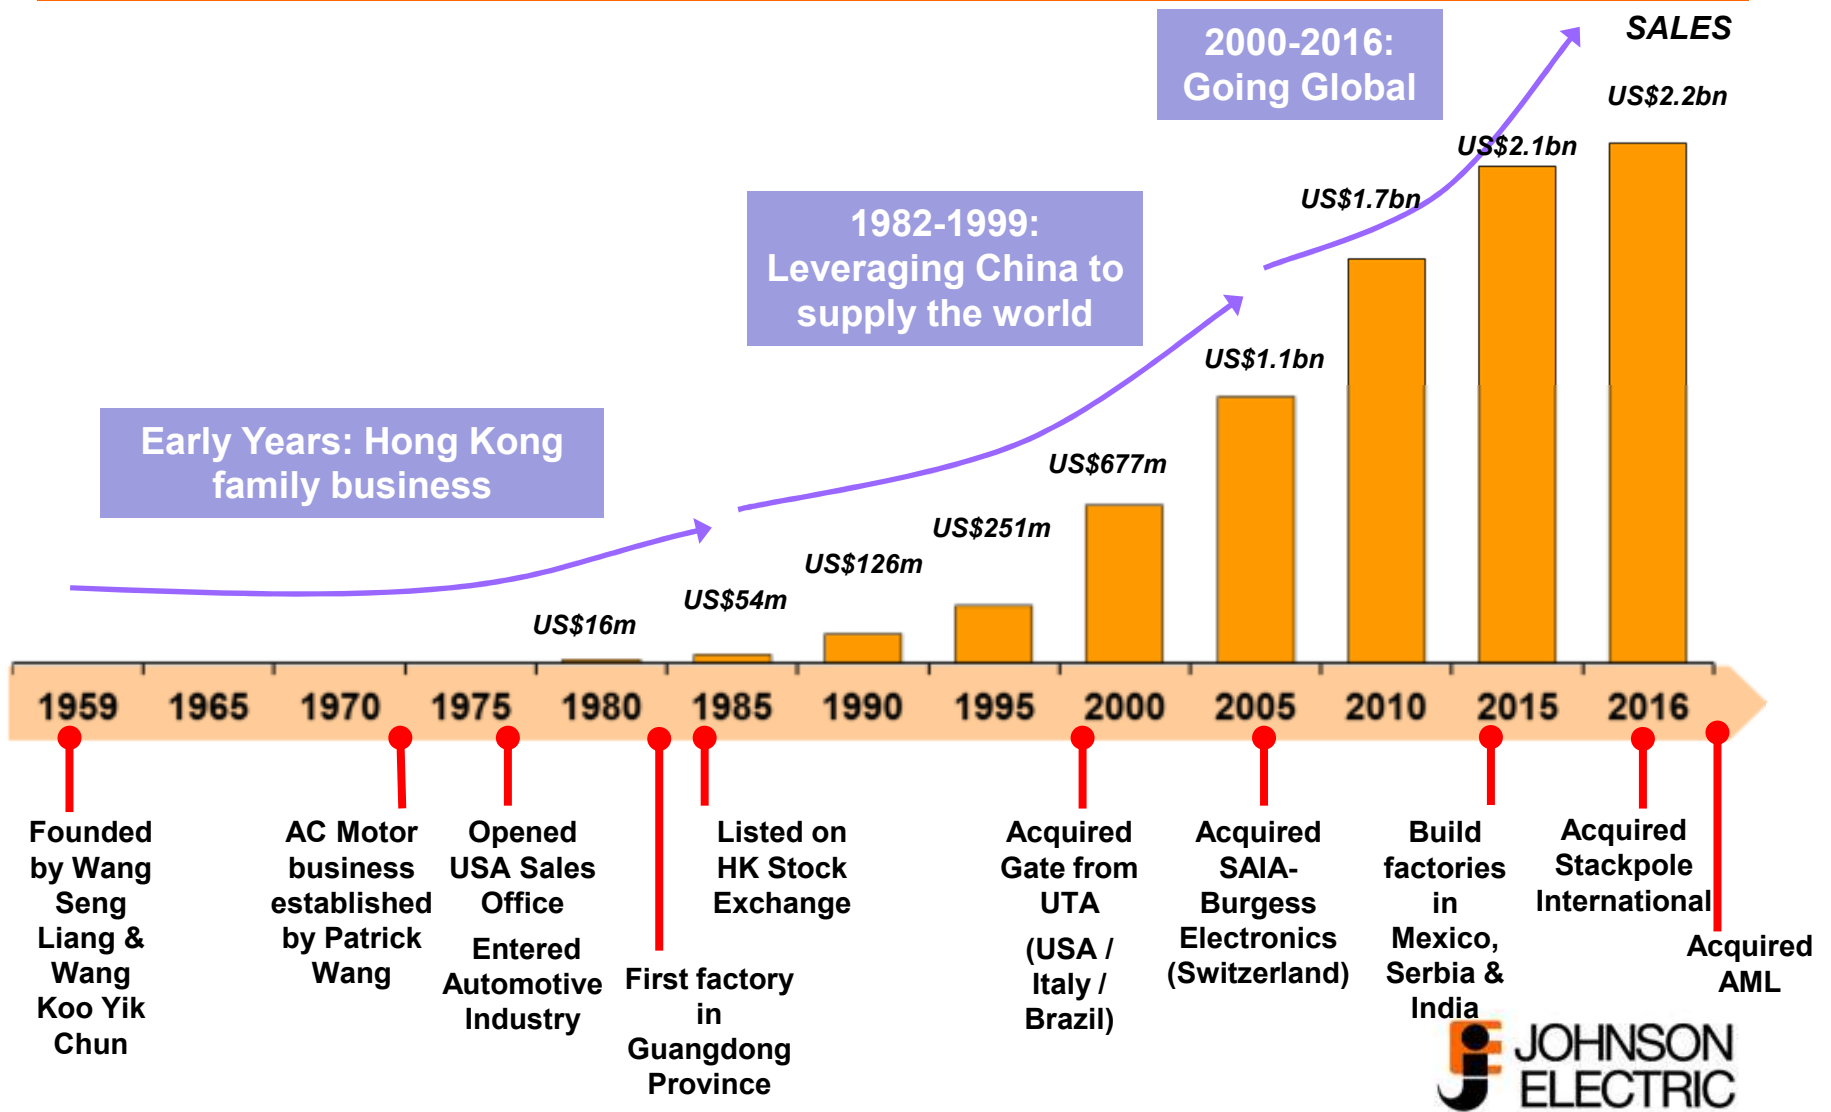 SALES
2000-2016:
Going Global
US$2.2bn
US$2.1bn
US$1.7bn
1982-1999:
Leveraging China to
supply the world
US$1.1bn
Early Years: Hong Kong
family business
US$677m
US$251m
US$126m
US$54m
US$16m
1959 1965 1970 1975 1980 1985 1990 1995 2000 2005 2010 2015 2016
Founded
by Wang
Seng
Liang &
Wang
Koo Yik
Chun
AC Motor
business
established
by Patrick
Wang
Opened
USA Sales
Office
Entered
Automotive
Industry
First factory
in
Guangdong
Province
Listed on
HK Stock
Exchange
Acquired
Gate from
UTA
(USA /
Italy /
Brazil)
Acquired
SAIA-
Burgess
Electronics
(Switzerland)
Build
factories
in
Mexico,
Serbia &
India
Acquired
Stackpole
International
Acquired
AML
JOHNSON
ELECTRIC